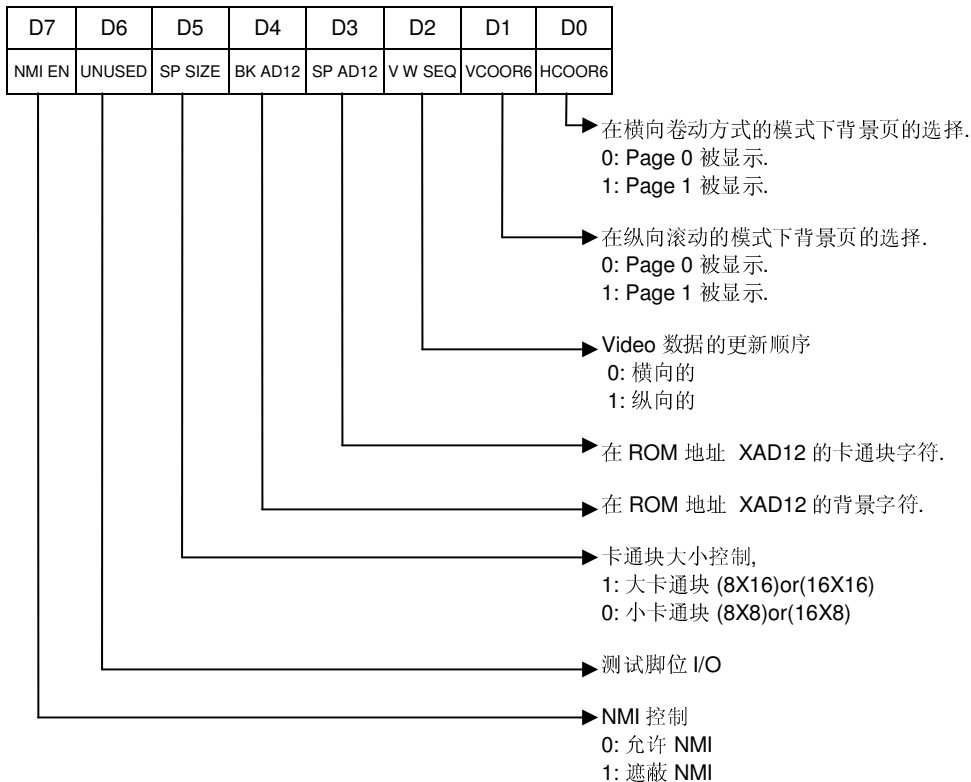 D7 D6 D5 D4 D3 D2 D1 D0
NMI EN UNUSED SP SIZE BK AD12 SP AD12 V W SEQ VCOOR6 HCOOR6
在横向卷动方式的模式下背景页的选择.
0: Page 0 被显示.
1: Page 1 被显示.
在纵向滚动的模式下背景页的选择.
0: Page 0 被显示.
1: Page 1 被显示.
Video 数据的更新顺序
0: 横向的
1: 纵向的
在 ROM 地址 XAD12 的卡通块字符.
在 ROM 地址 XAD12 的背景字符.
卡通块大小控制,
1: 大卡通块 (8X16)or(16X16)
0: 小卡通块 (8X8)or(16X8)
测试脚位 I/O
NMI 控制
0: 允许 NMI
1: 遮蔽 NMI